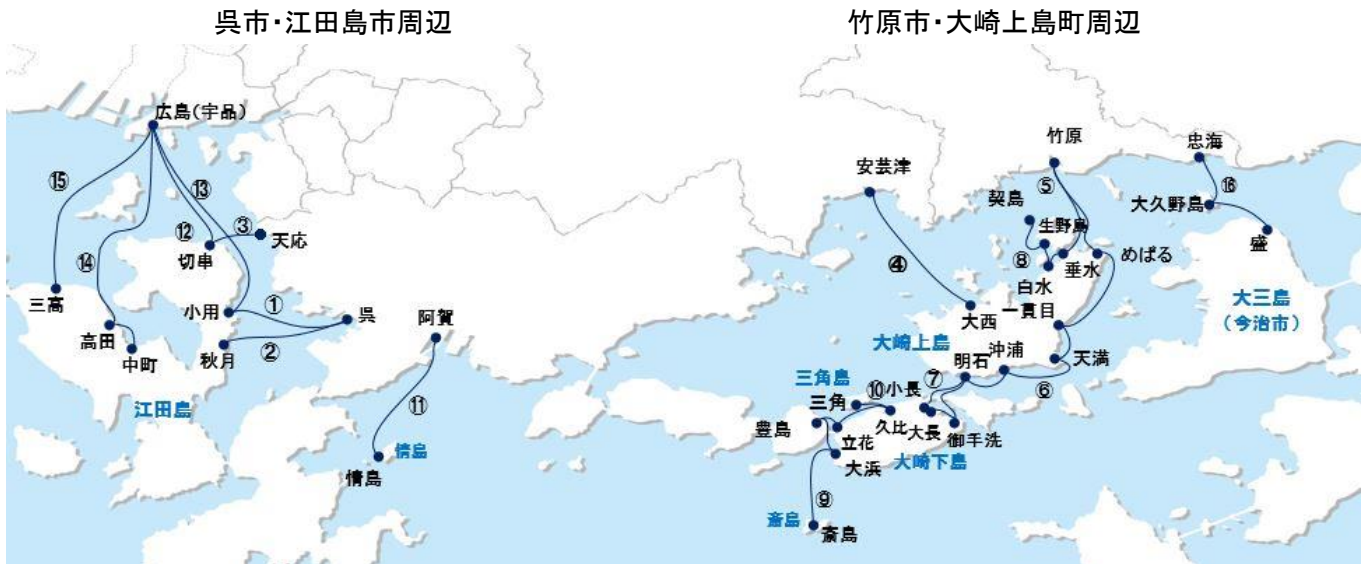 呉市・江田島市周辺
竹原市・大崎上島町周辺
広島(宇品)
⑮
⑬
⑫
③
天応
切串
⑭
三高
小用
①
呉
阿賀
高田
中町
秋月
②
江田島
⑪
情島
情島
竹原
忠海
安芸津
⑤
⑯
契島
大久野島
生野島
盛
④
⑧
垂水
めばる
白水
一貫目
大西
大三島
(今治市)
大崎上島
沖浦
明石
天満
三角島
⑩
小長
⑦
⑥
三角
豊島
久比
大長
御手洗
立花
大浜
大崎下島
⑨
斎島
斎島